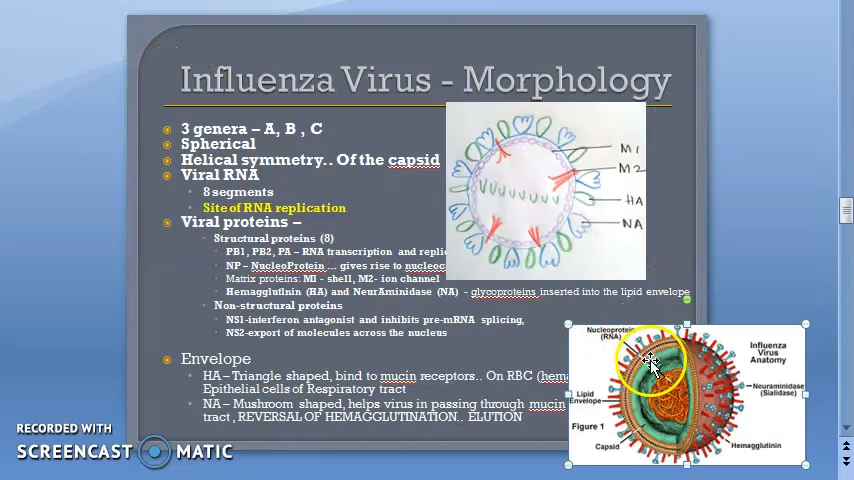 Influenza Virus - Morphology
3 genera – A, B , C
Spherical
Helical symmetry.. Of the capsid
Viral RNA
8 segments
Site of RNA replication
Viral proteins –
Structural proteins (8)
PB1, PB2, PA – RNA transcription and
NP – NucleoProtein ... gives rise to
Matrix proteins: M1 - shell, M2- ion channel
HemagglutInin (HA) and NeurAminidase (NA) - glycoproteins inserted into the lipid envelope
Non-structural proteins
NS1-interferon antagonist and inhibits pre-mRNA splicing,
NS2-export of molecules across the nucleus
Envelope
HA – Triangle shaped, bind to mucin receptors.. On RBC
Epithelial cells of Respiratory tract
NA – Mushroom shaped, helps virus in passing through mucin
tract , REVERSAL OF HEMAGGLUTINATION.. ELUTION
M1
M2
HA
NA
(RNA)
Influenza
Virus
Anatomy
Neuraminidase
(Sialidase)
Lipid
Envelope
Figure 1
Capsid
Hemagglutinin
RECORDED WITH
SCREENCAST MATIC